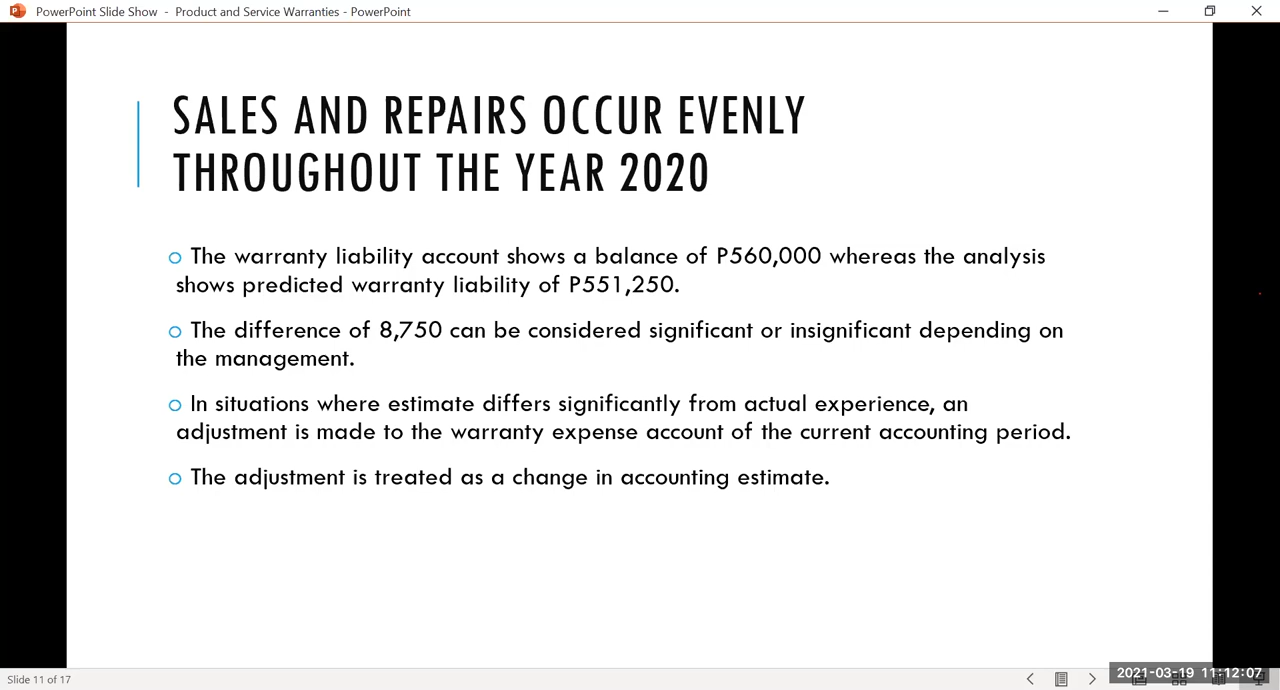 PowerPoint Slide Show - Product and Service Warranties - PowerPoint
SALES AND REPAIRS OCCUR EVENLY
THROUGHOUT THE YEAR 2020
The warranty liability account shows a balance of P560,000 whereas the analysis
shows predicted warranty liability of P551,250.
The difference of 8,750 can be considered significant or insignificant depending on
the management.
In situations where estimate differs significantly from actual experience, an
adjustment is made to the warranty expense account of the current accounting period.
The adjustment is treated as a change in accounting estimate.
Slide 11 of 17
2021-03-19 11:12:07